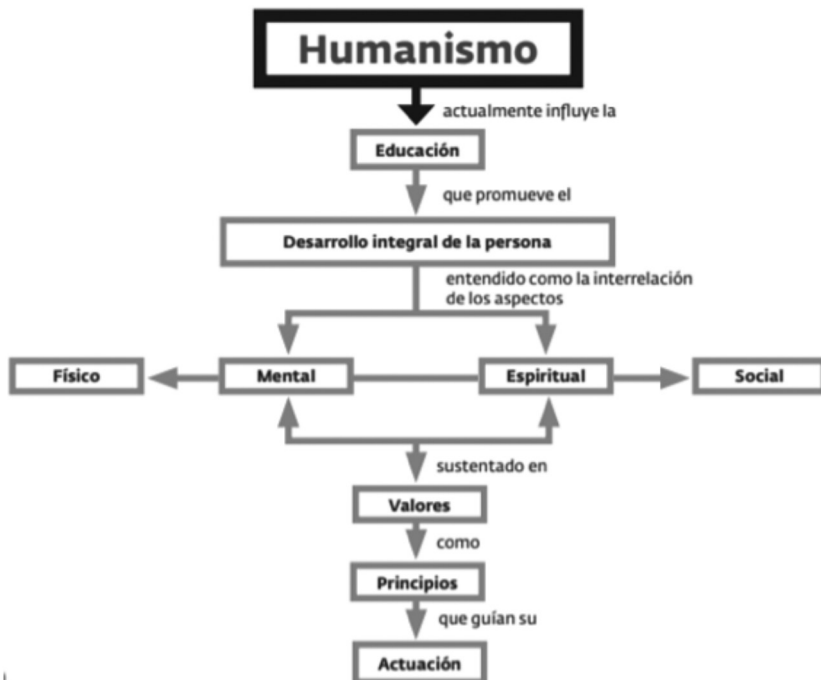 Humanismo
actualmente influye la
Educación
que promueve el
Desarrollo integral de la persona
entendido como la interrelación
de los aspectos
Físico
Mental
Espiritual
Social
sustentado en
Valores
como
Principios
que guían su
Actuación